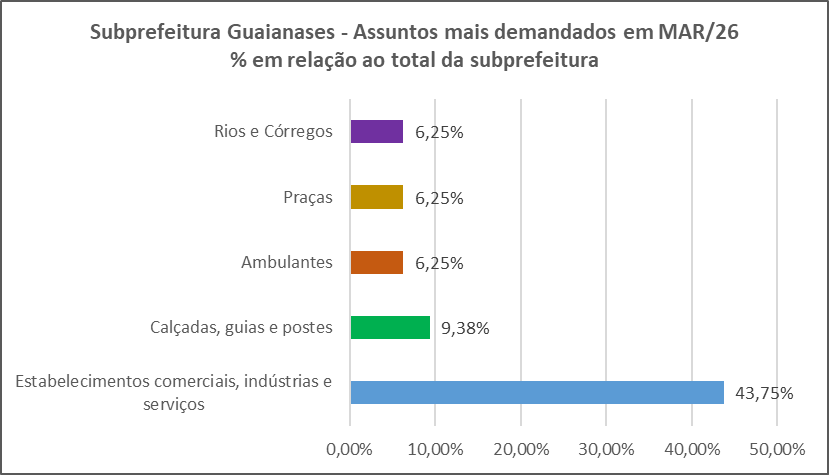 Subprefeitura Guaianases - Assuntos mais demandados em MAR/26
% em relação ao total da subprefeitura
Rios e Córregos
6,25%
Praças
6,25%
Ambulantes
6,25%
Calçadas, guias e postes
9,38%
Estabelecimentos comerciais, indústrias e
serviços
43,75%
0,00% 10,00% 20,00% 30,00% 40,00% 50,00%